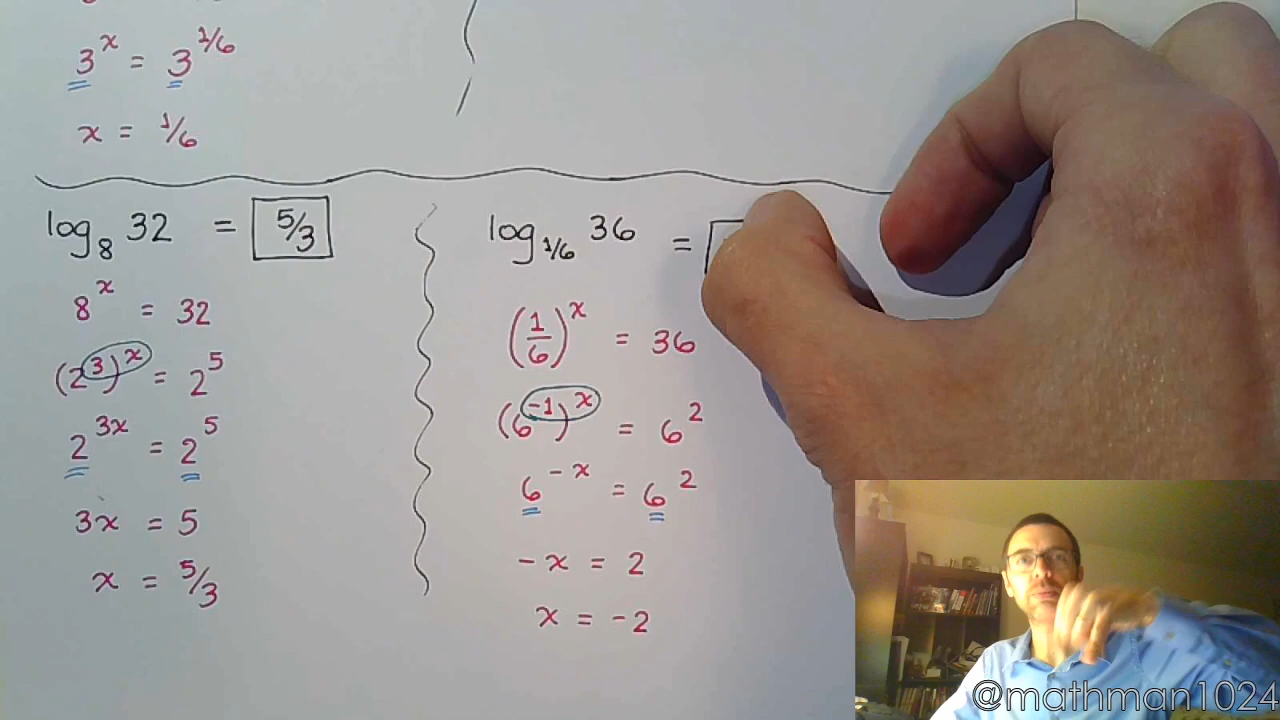 3^x = 3^1/6
x = 1/6
log_8 32 = 5/3
8^x = 32
(2^3)^x = 2^5
2^3x = 2^5
3x = 5
x = 5/3
log_1/6 36 =
(1/6)^x = 36
(6^-1)^x = 6^2
6^-x = 6^2
-x = 2
x = -2
@mathman1024